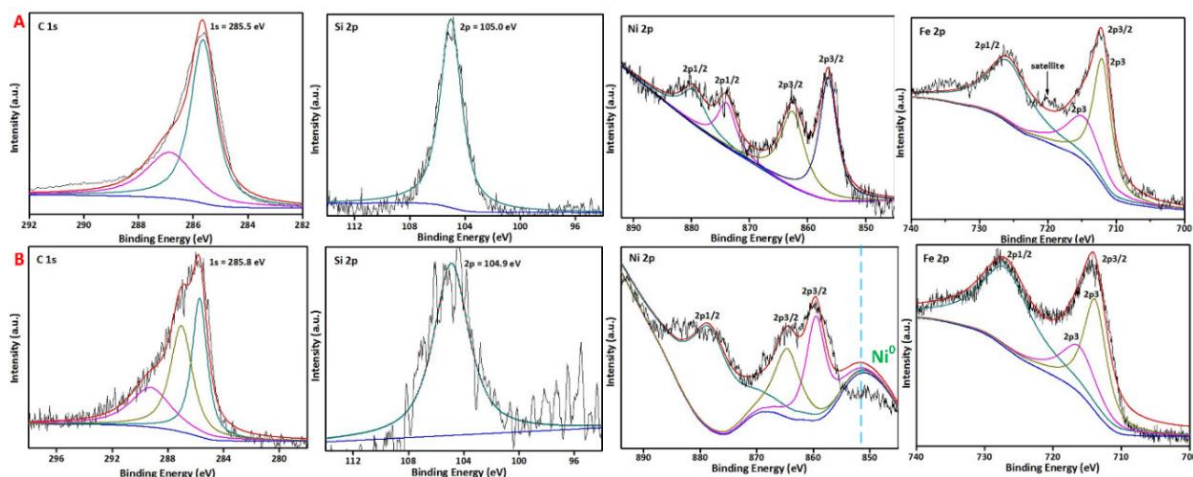 A
C 1s
1s = 285.5 eV
Intensity (a.u.)
292 290 288 286 284 282
Binding Energy (eV)
Si 2p
2p = 105.0 eV
Intensity (a.u.)
112 108 104 100 96
Binding Energy (eV)
Ni 2p
2p1/2
2p1/2
2p3/2
2p3/2
Intensity (a.u.)
890 880 870 860 850
Binding Energy (eV)
Fe 2p
2p1/2
satellite
2p3/2
2p3
2p3
Intensity (a.u.)
740 730 720 710 700
Binding Energy (eV)
B
C 1s
1s = 285.8 eV
Intensity (a.u.)
296 292 288 284 280
Binding Energy (eV)
Si 2p
2p = 104.9 eV
Intensity (a.u.)
112 108 104 100 96
Binding Energy (eV)
Ni 2p
2p1/2
2p3/2
2p3/2
Ni⁰
Intensity (a.u.)
890 880 870 860 850
Binding Energy (eV)
Fe 2p
2p1/2
2p3/2
2p3
2p3
Intensity (a.u.)
740 730 720 710 700
Binding Energy (eV)